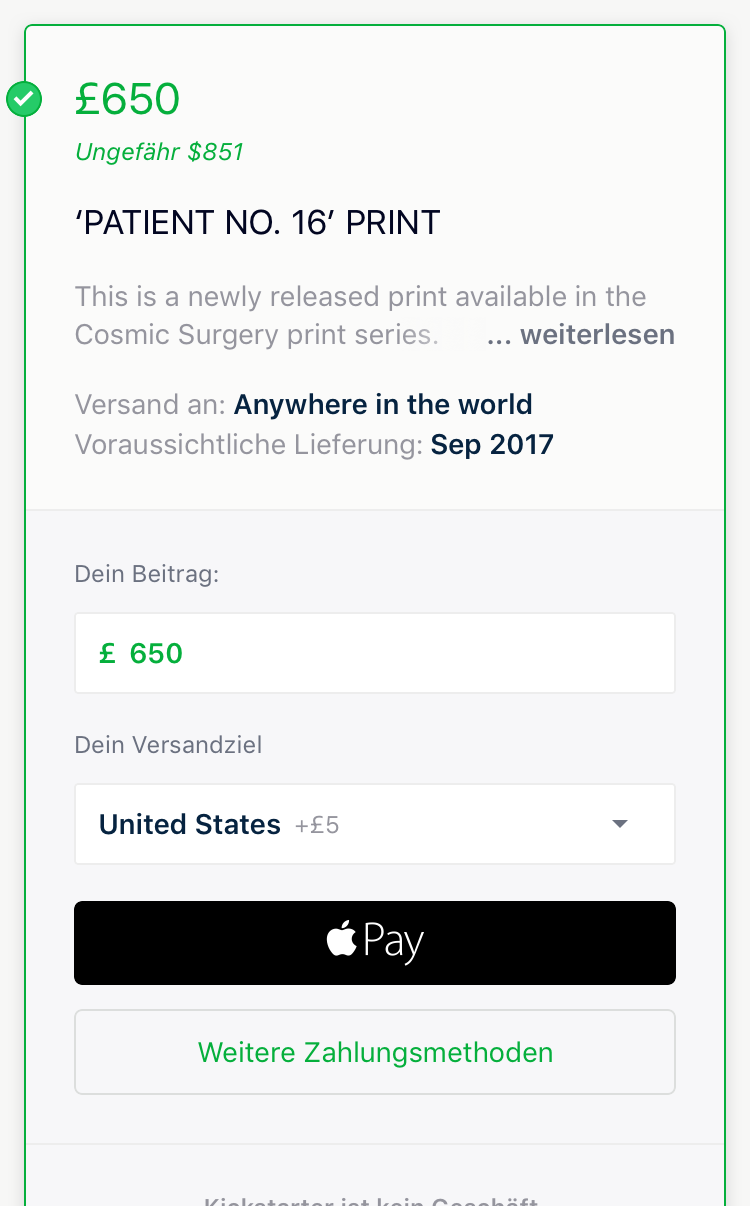 £650
Ungefähr $851
‘PATIENT NO. 16’ PRINT
This is a newly released print available in the
Cosmic Surgery print series. ... weiterlesen
Versand an: Anywhere in the world
Voraussichtliche Lieferung: Sep 2017
Dein Beitrag:
£ 650
Dein Versandziel
United States +£5
Pay
Weitere Zahlungsmethoden
Kickstarter ist kein Geschäft